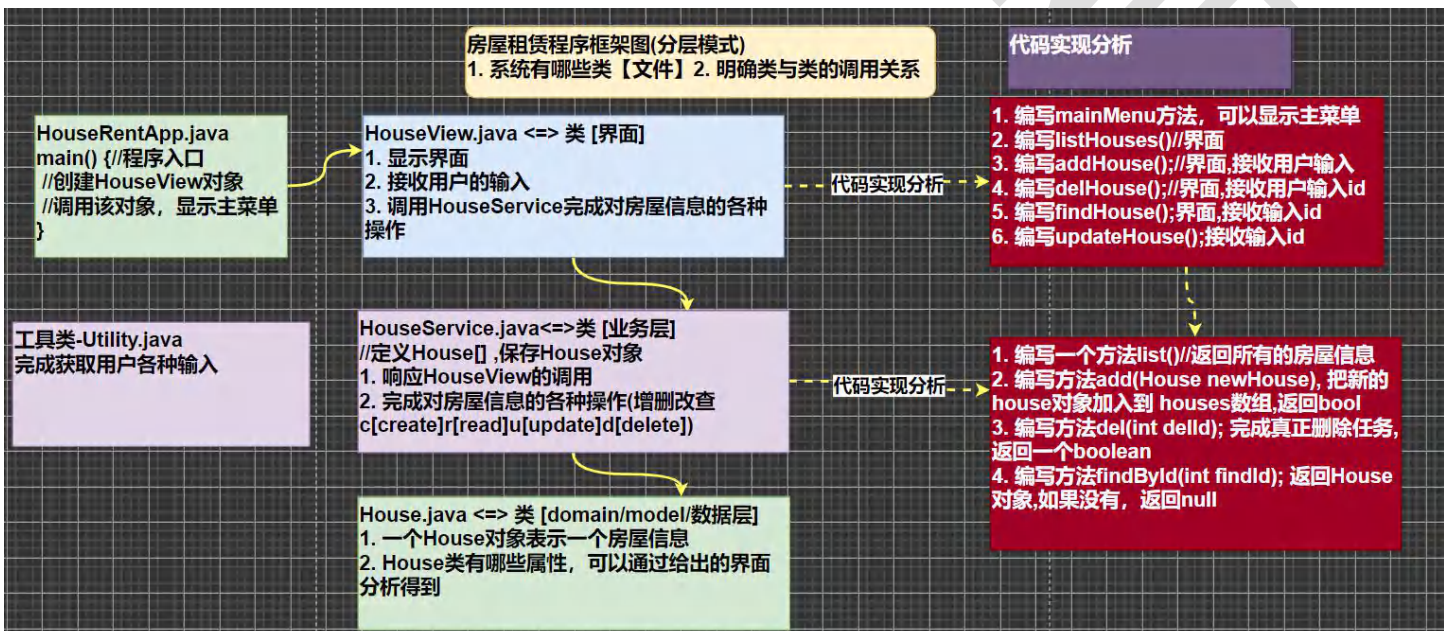 房屋租赁程序框架图(分层模式)
1. 系统有哪些类【文件】2. 明确类与类的调用关系
代码实现分析
HouseRentApp.java
main() {//程序入口
//创建HouseView对象
//调用该对象，显示主菜单
}
HouseView.java <=> 类 [界面]
1. 显示界面
2. 接收用户的输入
3. 调用HouseService完成对房屋信息的各种
操作
代码实现分析
1. 编写mainMenu方法，可以显示主菜单
2. 编写listHouses()//界面
3. 编写addHouse();//界面,接收用户输入
4. 编写delHouse();//界面,接收用户输入id
5. 编写findHouse();界面,接收输入id
6. 编写updateHouse();接收输入id
工具类-Utility.java
完成获取用户各种输入
HouseService.java<=>类 [业务层]
//定义House[] ,保存House对象
1. 响应HouseView的调用
2. 完成对房屋信息的各种操作(增删改查
c[create]r[read]u[update]d[delete])
代码实现分析
1. 编写一个方法list()//返回所有的房屋信息
2. 编写方法add(House newHouse), 把新的
house对象加入到 houses数组,返回bool
3. 编写方法del(int delId); 完成真正删除任务,
返回一个boolean
4. 编写方法findById(int findId); 返回House
对象,如果没有，返回null
House.java <=> 类 [domain/model/数据层]
1. 一个House对象表示一个房屋信息
2. House类有哪些属性，可以通过给出的界面
分析得到